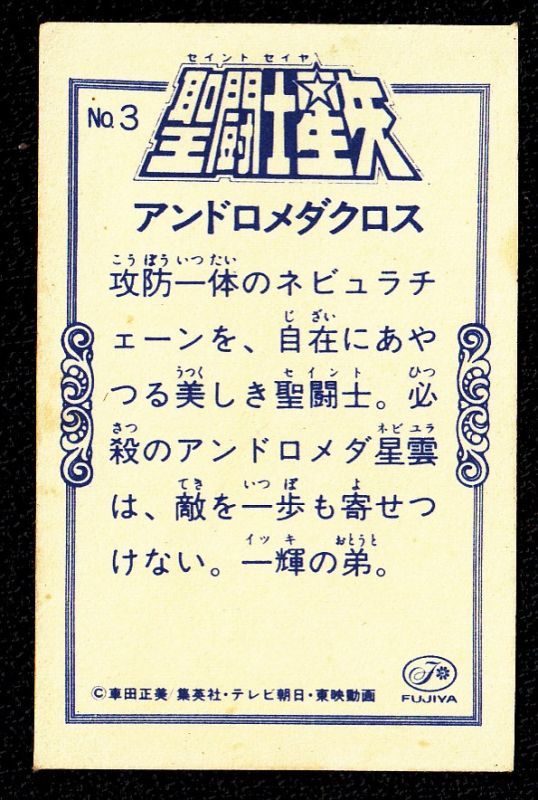 セイント セイヤ
No.3
聖闘士星矢
アンドロメダクロス
こうぼういつたい
攻防一体のネビュラチ
じざい
ェーンを、自在にあや
うつく セイント ひつ
つる美しき聖闘士。必
さつ ネビュラ
殺のアンドロメダ星雲
てき いつぽ よ
は、敵を一歩も寄せつ
イッキ おとうと
けない。一輝の弟。
F
©車田正美/集英社・テレビ朝日・東映動画
FUJIYA